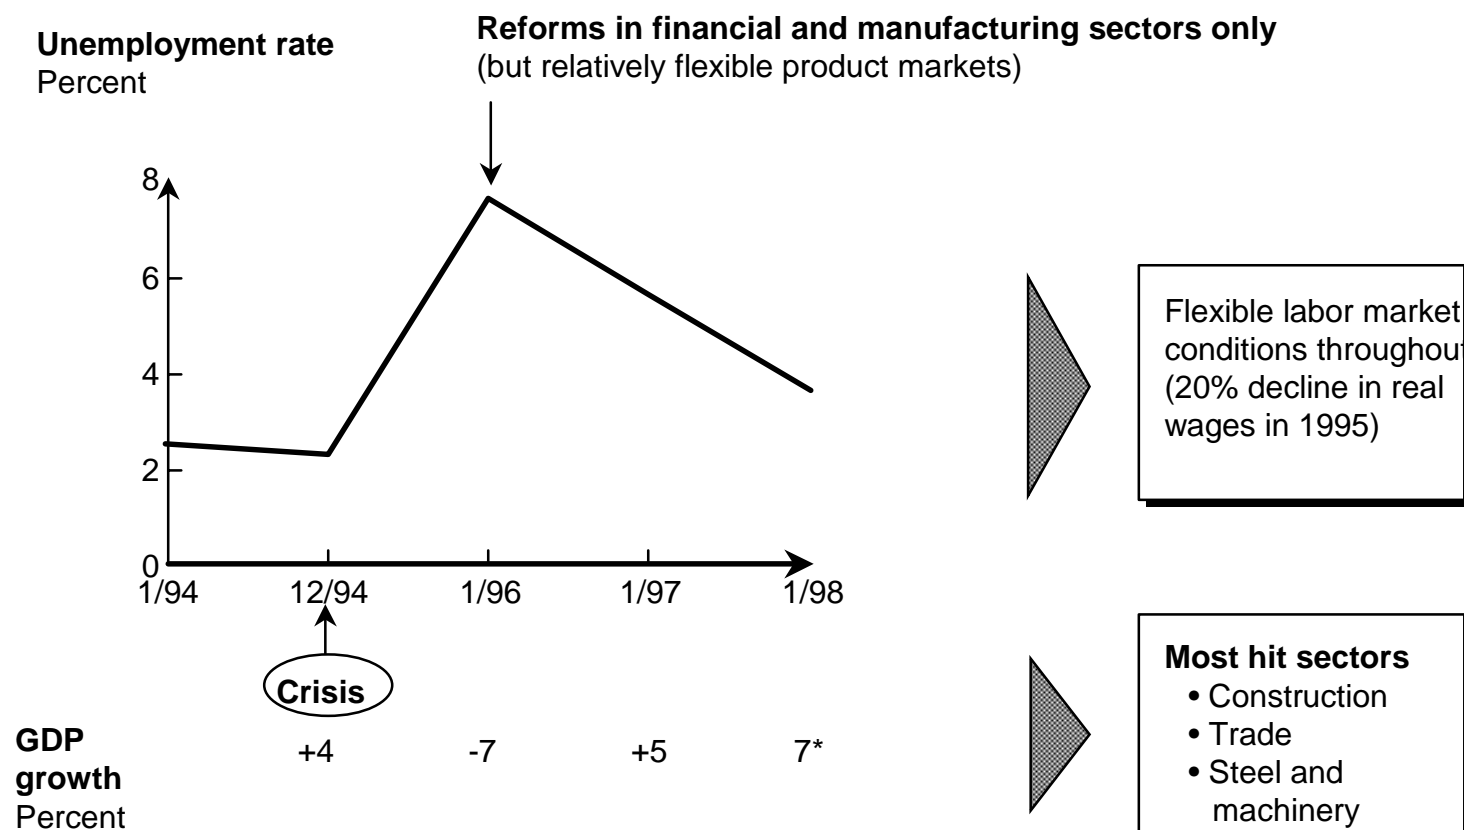 Unemployment rate
Percent
Reforms in financial and manufacturing sectors only
(but relatively flexible product markets)
8
6
4
2
0
1/94 12/94 1/96 1/97 1/98
Crisis
GDP
growth
Percent
+4 -7 +5 7*
Flexible labor market
conditions throughout
(20% decline in real
wages in 1995)
Most hit sectors
• Construction
• Trade
• Steel and
machinery